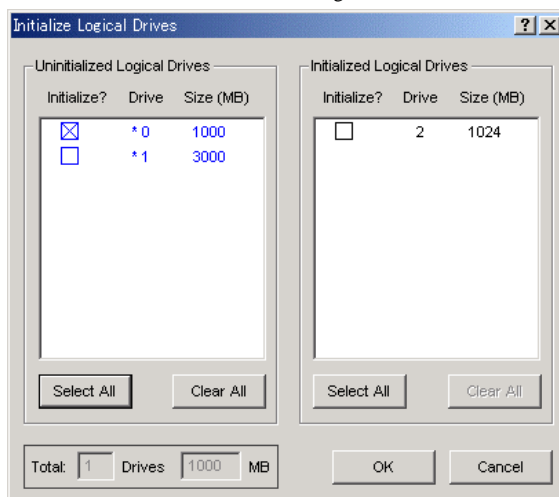 Initialize Logical Drives
Uninitialized Logical Drives
Initialize? Drive Size (MB)
* 0 1000
* 1 3000
Select All Clear All
Initialized Logical Drives
Initialize? Drive Size (MB)
2 1024
Select All Clear All
Total: 1 Drives 1000 MB
OK Cancel